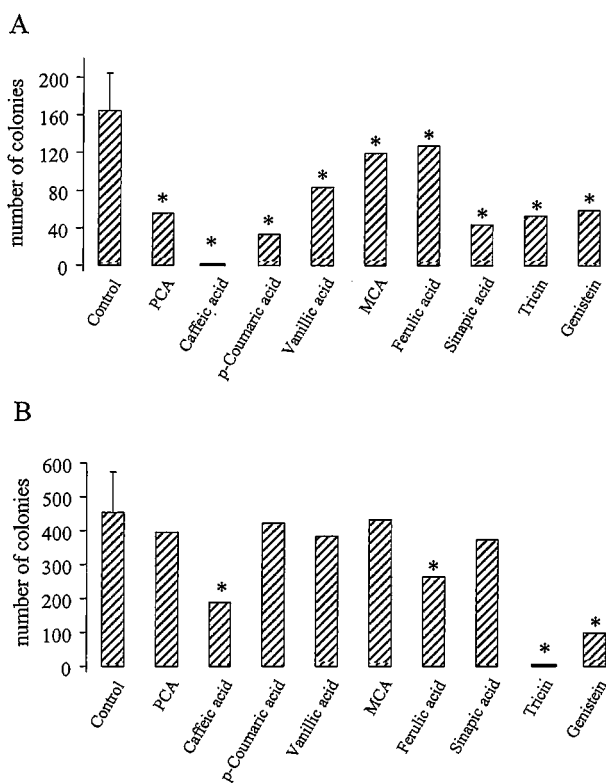 A
number of colonies
200
160
120
80
40
0
* * * * * * * * *
Control
PCA
Caffeic acid
p-Coumaric acid
Vanillic acid
MCA
Ferulic acid
Sinapic acid
Tricin
Genistein
B
number of colonies
600
500
400
300
200
100
0
* * * *
Control
PCA
Caffeic acid
p-Coumaric acid
Vanillic acid
MCA
Ferulic acid
Sinapic acid
Tricin
Genistein